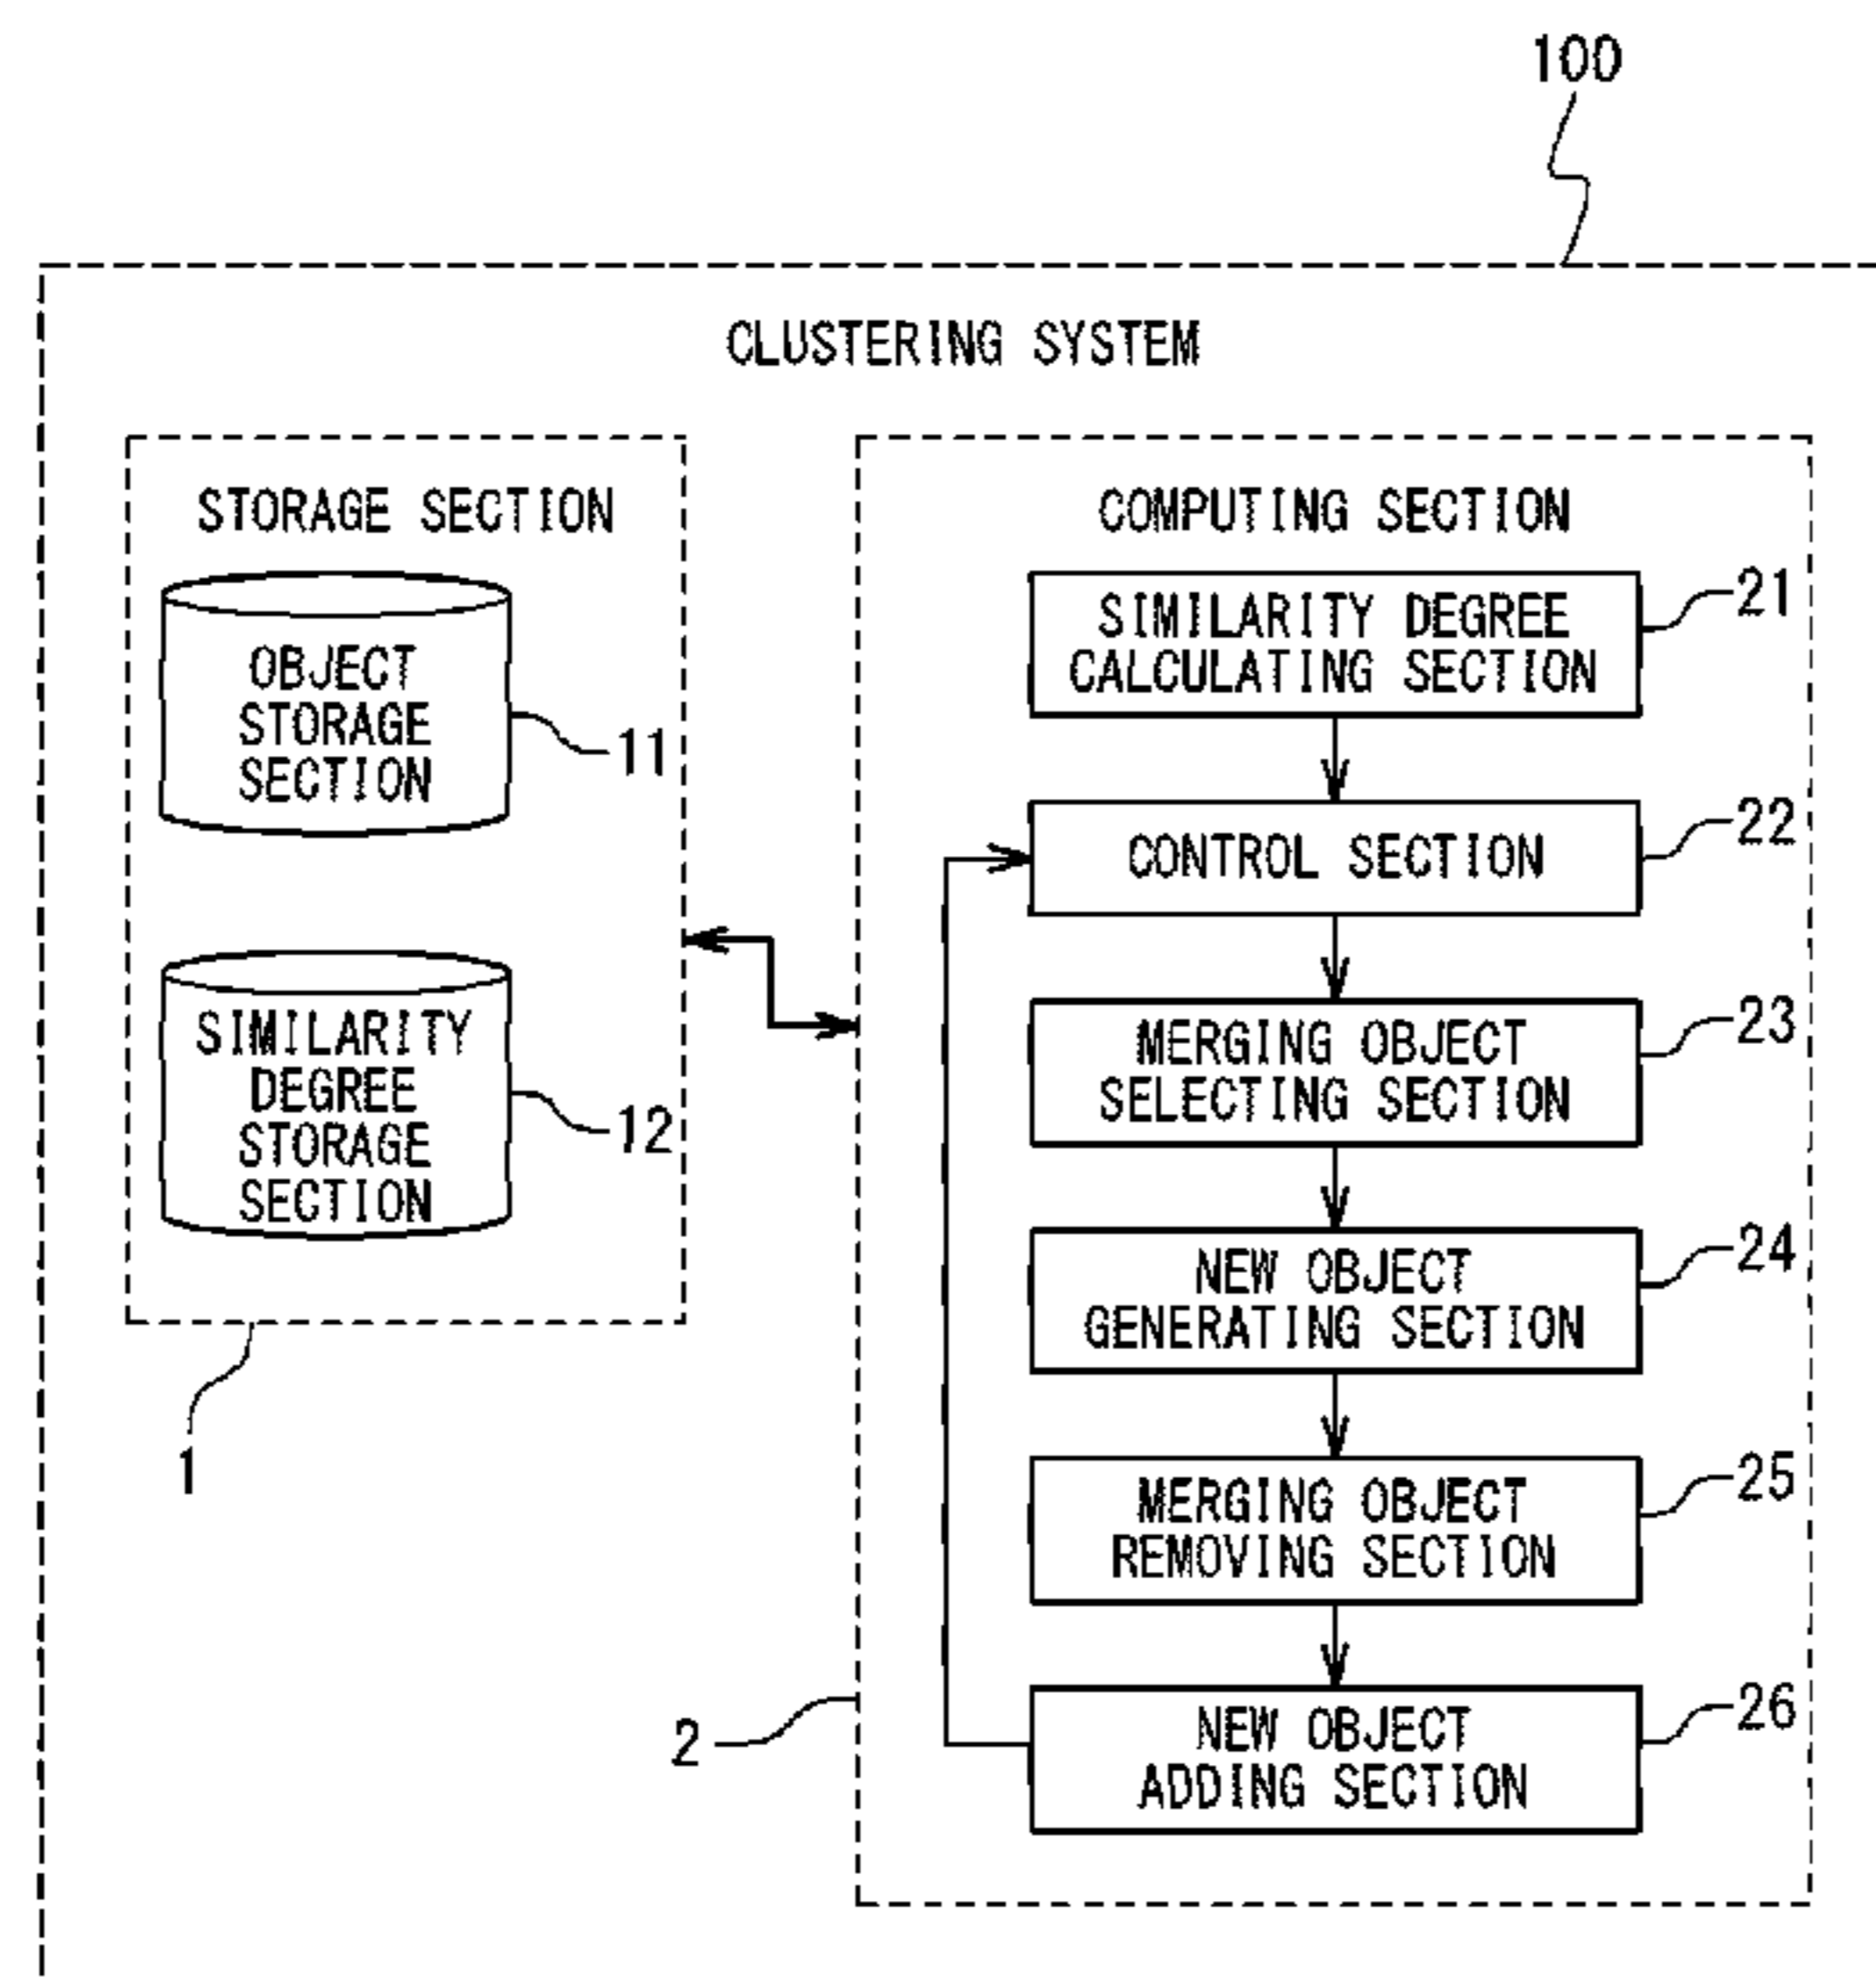 100
CLUSTERING SYSTEM
STORAGE SECTION
OBJECT
STORAGE
SECTION
11
SIMILARITY
DEGREE
STORAGE
SECTION
12
1
COMPUTING SECTION
SIMILARITY DEGREE
CALCULATING SECTION
21
CONTROL SECTION
22
MERGING OBJECT
SELECTING SECTION
23
NEW OBJECT
GENERATING SECTION
24
MERGING OBJECT
REMOVING SECTION
25
NEW OBJECT
ADDING SECTION
26
2